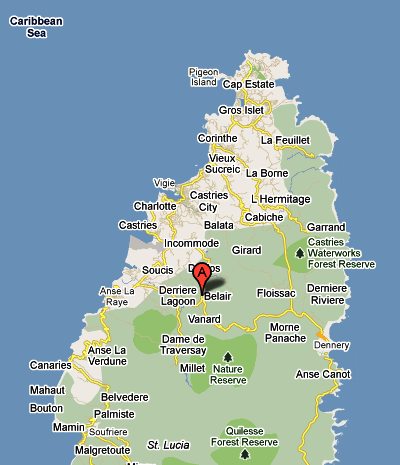 Caribbean
Sea
Pigeon
Island
Cap Estate
Gros Islet
Corinthe
La Feuillet
Vieux
Sucreic
La Borne
Vigie
Castries
City
L Hermitage
Charlotte
Cabiche
Castries
Balata
Garrand
Incommode
Girard
Castries
Waterworks
Forest Reserve
Soucis
A
Anse La
Raye
Derriere
Lagoon
Belair
Floissac
Derniere
Riviere
Vanard
Morne
Panache
Dennery
Anse La
Verdune
Dame de
Traversay
Canaries
Millet
Nature
Reserve
Anse Canot
Mahaut
Belvedere
Bouton
Palmiste
Mamin
Soufriere
Quilesse
Forest Reserve
Malgretoute
St. Lucia